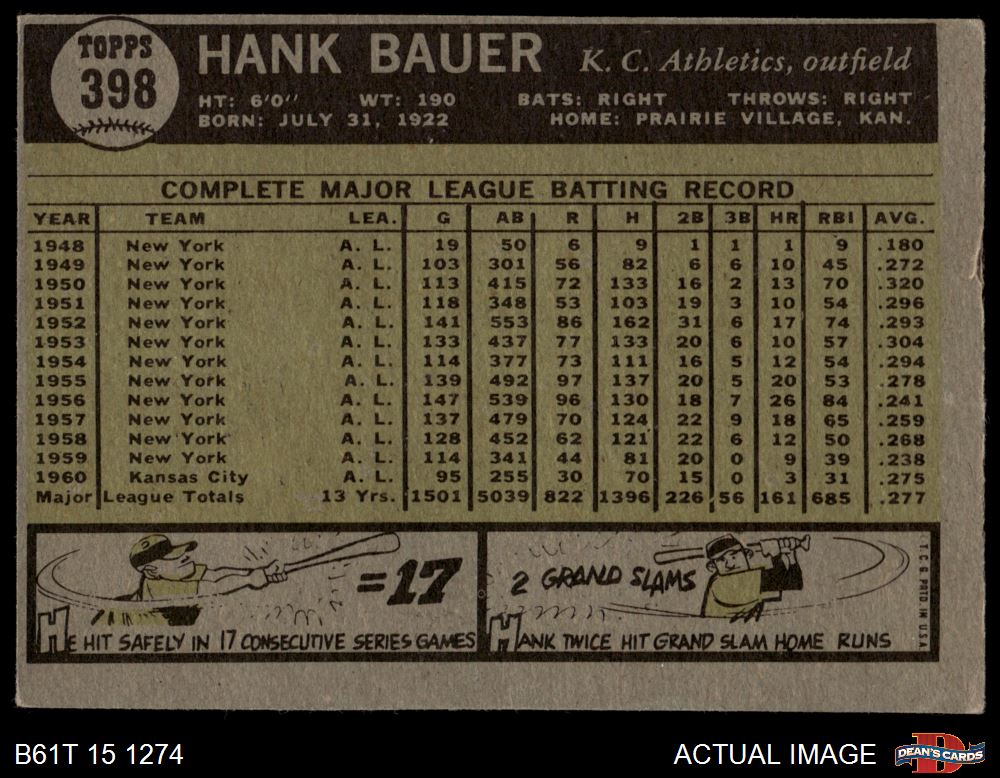 TOPPS
398
HANK BAUER K. C. Athletics, outfield
HT: 6'0" WT: 190 BATS: RIGHT THROWS: RIGHT
BORN: JULY 31, 1922 HOME: PRAIRIE VILLAGE, KAN.
COMPLETE MAJOR LEAGUE BATTING RECORD
YEAR TEAM LEA. G AB R H 2B 3B HR RBI AVG.
1948 New York A. L. 19 50 6 9 1 1 1 9 .180
1949 New York A. L. 103 301 56 82 6 6 10 45 .272
1950 New York A. L. 113 415 72 133 16 2 13 70 .320
1951 New York A. L. 118 348 53 103 19 3 10 54 .296
1952 New York A. L. 141 553 86 162 31 6 17 74 .293
1953 New York A. L. 133 437 77 133 20 6 10 57 .304
1954 New York A. L. 114 377 73 111 16 5 12 54 .294
1955 New York A. L. 139 492 97 137 20 5 20 53 .278
1956 New York A. L. 147 539 96 130 18 7 26 84 .241
1957 New York A. L. 137 479 70 124 22 9 18 65 .259
1958 New York A. L. 128 452 62 121 22 6 12 50 .268
1959 New York A. L. 114 341 44 81 20 0 9 39 .238
1960 Kansas City A. L. 95 255 30 70 15 0 3 31 .275
Major League Totals 13 Yrs. 1501 5039 822 1396 226 56 161 685 .277
=17
HE HIT SAFELY IN 17 CONSECUTIVE SERIES GAMES
2 GRAND SLAMS
HANK TWICE HIT GRAND SLAM HOME RUNS
T.C.G. PRTD IN U.S.A.
B61T 15 1274
ACTUAL IMAGE
DEAN'S CARDS